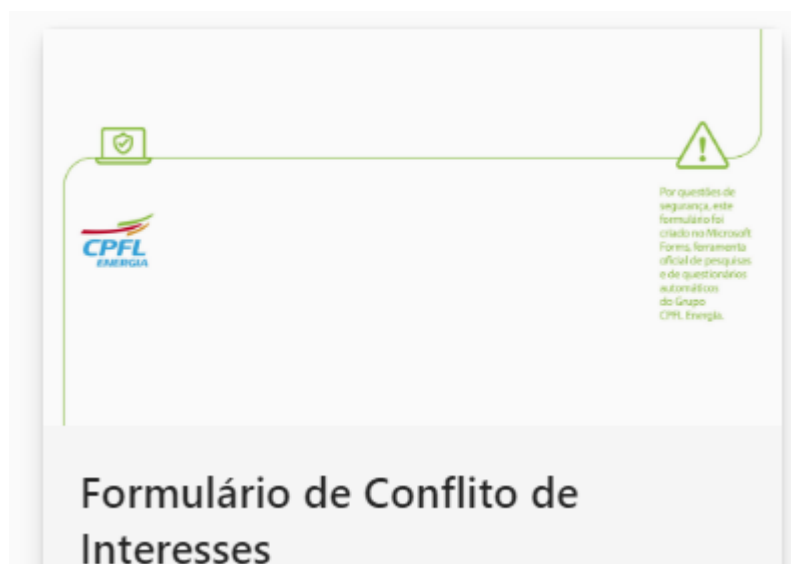 CPFL
ENERGIA
Por questões de
segurança, este
formulário foi
criado no Microsoft
Forms, ferramenta
oficial de pesquisas
e de questionários
automáticos
do Grupo
CPFL Energia.
Formulário de Conflito de
Interesses